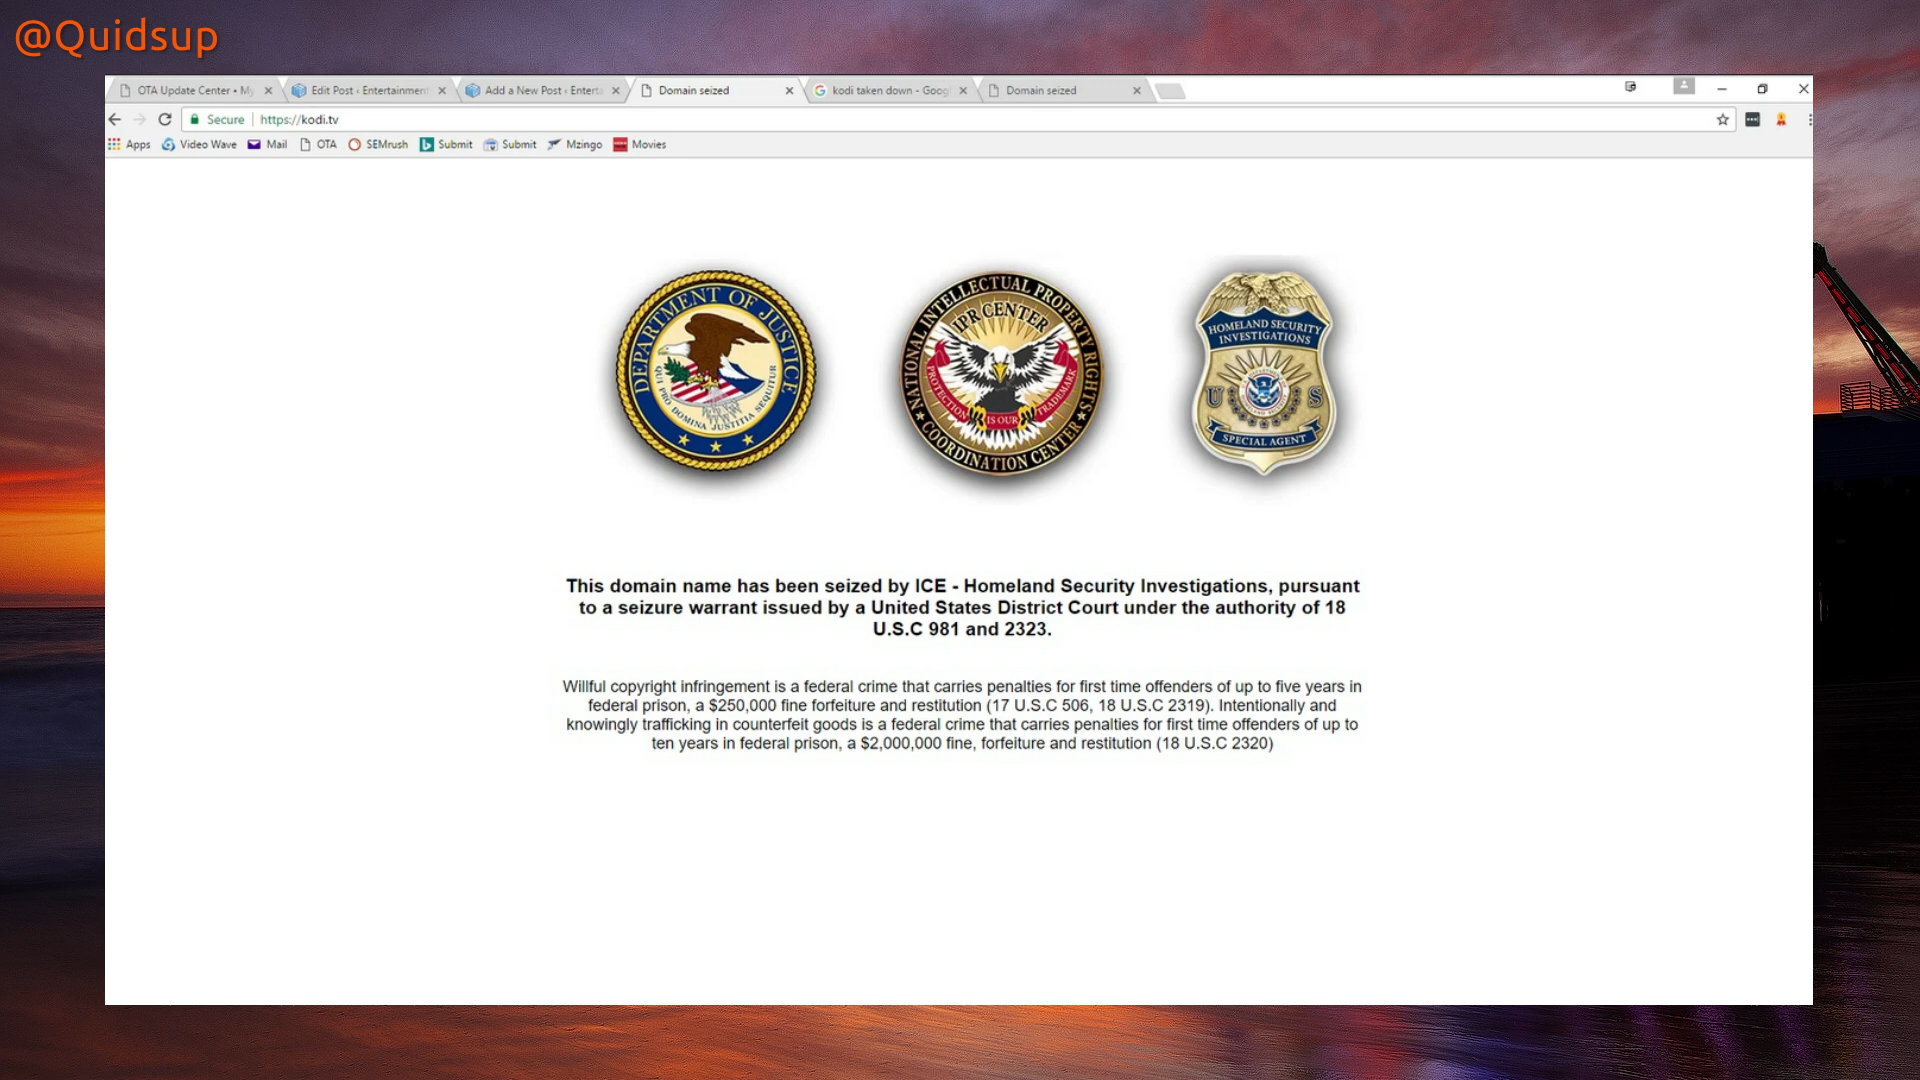 @Quidsup
OTA Update Center • My
Edit Post ‹ Entertainment
Add a New Post ‹ Enterta
Domain seized
kodi taken down - Goog
Domain seized
Secure
https://kodi.tv
Apps
Video Wave
Mail
OTA
SEMrush
Submit
Submit
Mzingo
Movies
DEPARTMENT OF JUSTICE
QUI PRO DOMINA JUSTITIA SEQUITUR
NATIONAL INTELLECTUAL PROPERTY RIGHTS
IPR CENTER
PROTECTION
IS OUR
TRADEMARK
COORDINATION CENTER
HOMELAND SECURITY
INVESTIGATIONS
U S
SPECIAL AGENT
This domain name has been seized by ICE - Homeland Security Investigations, pursuant
to a seizure warrant issued by a United States District Court under the authority of 18
U.S.C 981 and 2323.
Willful copyright infringement is a federal crime that carries penalties for first time offenders of up to five years in
federal prison, a $250,000 fine forfeiture and restitution (17 U.S.C 506, 18 U.S.C 2319). Intentionally and
knowingly trafficking in counterfeit goods is a federal crime that carries penalties for first time offenders of up to
ten years in federal prison, a $2,000,000 fine, forfeiture and restitution (18 U.S.C 2320)